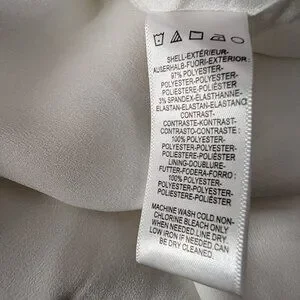 SHELL-EXTÉRIEUR-
AUSSERHALB-FUORI-EXTERIOR:
97% POLYESTER-
POLYESTER-POLYESTER-
POLIESTERE-POLIÉSTER
3% SPANDEX-ÉLASTHANNE-
ELASTAN-ELASTAN-ELASTANO
CONTRAST-
CONTRASTE-KONTRAST-
CONTRASTO-CONTRASTE:
100% POLYESTER-
POLYESTER-POLYESTER-
POLIESTERE-POLIÉSTER
LINING-DOUBLURE-
FUTTER-FODERA-FORRO:
100% POLYESTER-
POLYESTER-POLYESTER-
POLIESTERE-POLIÉSTER
MACHINE WASH COLD.NON-
CHLORINE BLEACH ONLY
WHEN NEEDED.LINE DRY
LOW IRON IF NEEDED.CAN
BE DRY CLEANED.